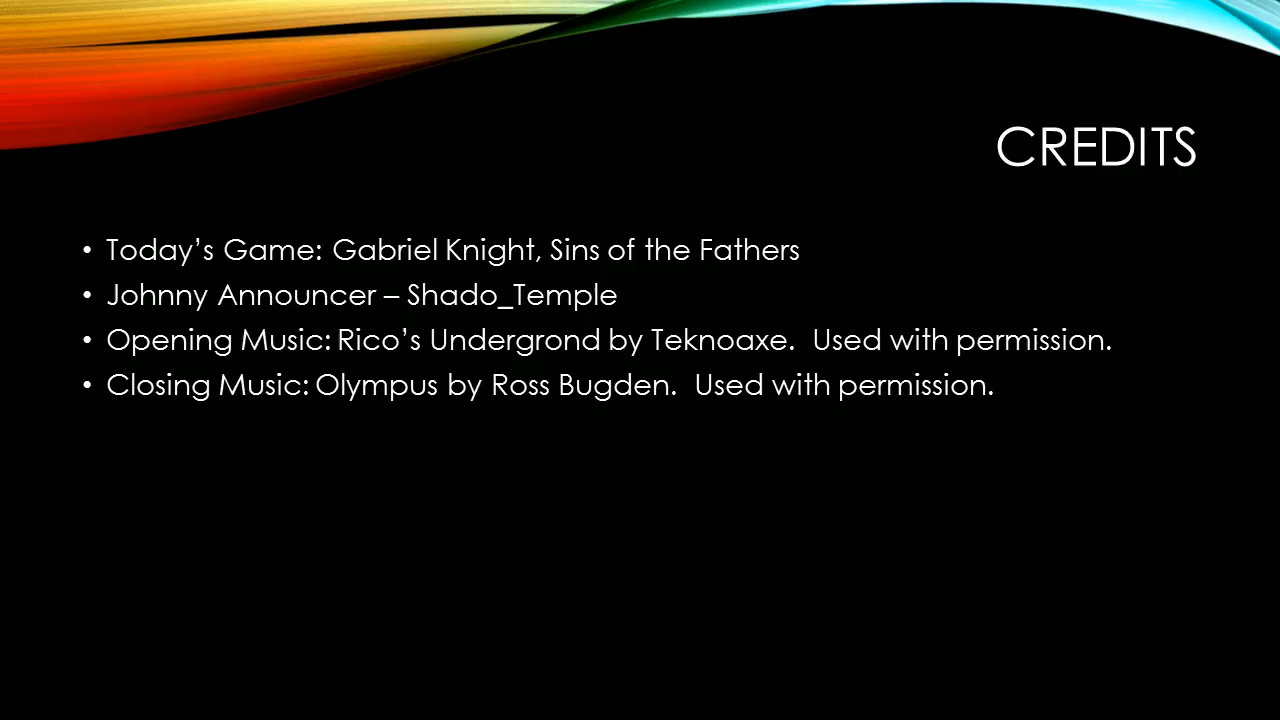 CREDITS
• Today’s Game: Gabriel Knight, Sins of the Fathers
• Johnny Announcer – Shado_Temple
• Opening Music: Rico’s Undergrond by Teknoaxe.  Used with permission.
• Closing Music: Olympus by Ross Bugden.  Used with permission.